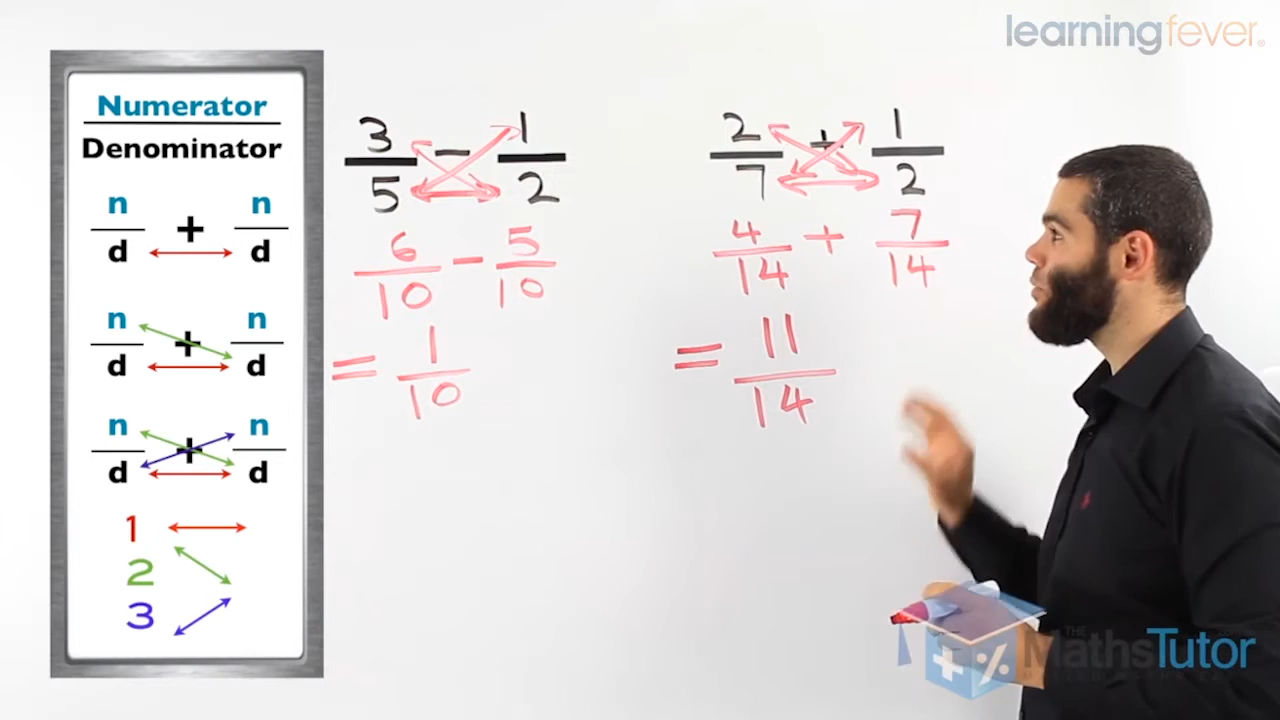 learningfever®
Numerator
Denominator
n + n
d d
n + n
d d
n + n
d d
1
2
3
3 - 1
5 2
6 - 5
10 10
= 1
10
2 + 1
7 2
4 + 7
14 14
= 11
14
THE
MathsTutor